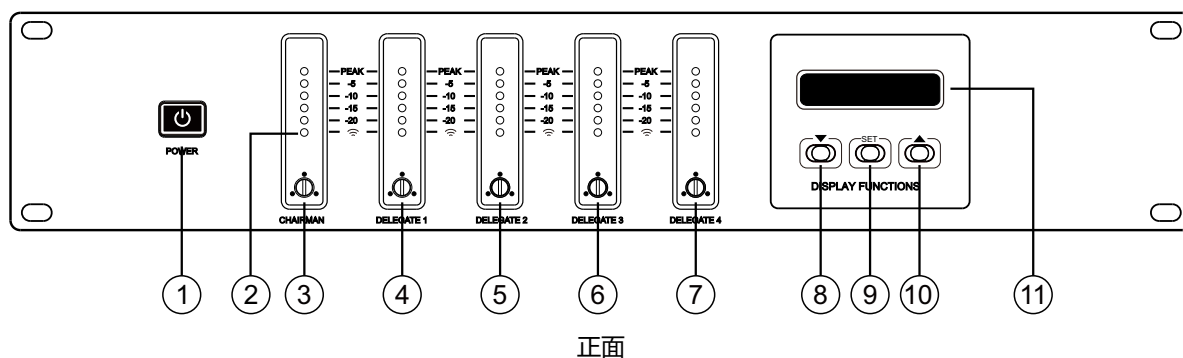 PEAK PEAK PEAK PEAK
-5 -5 -5 -5
-10 -10 -10 -10
-15 -15 -15 -15
-20 -20 -20 -20
POWER
SET
DISPLAY FUNCTIONS
CHAIRMAN DELEGATE 1 DELEGATE 2 DELEGATE 3 DELEGATE 4
1 2 3 4 5 6 7 8 9 10 11
正面